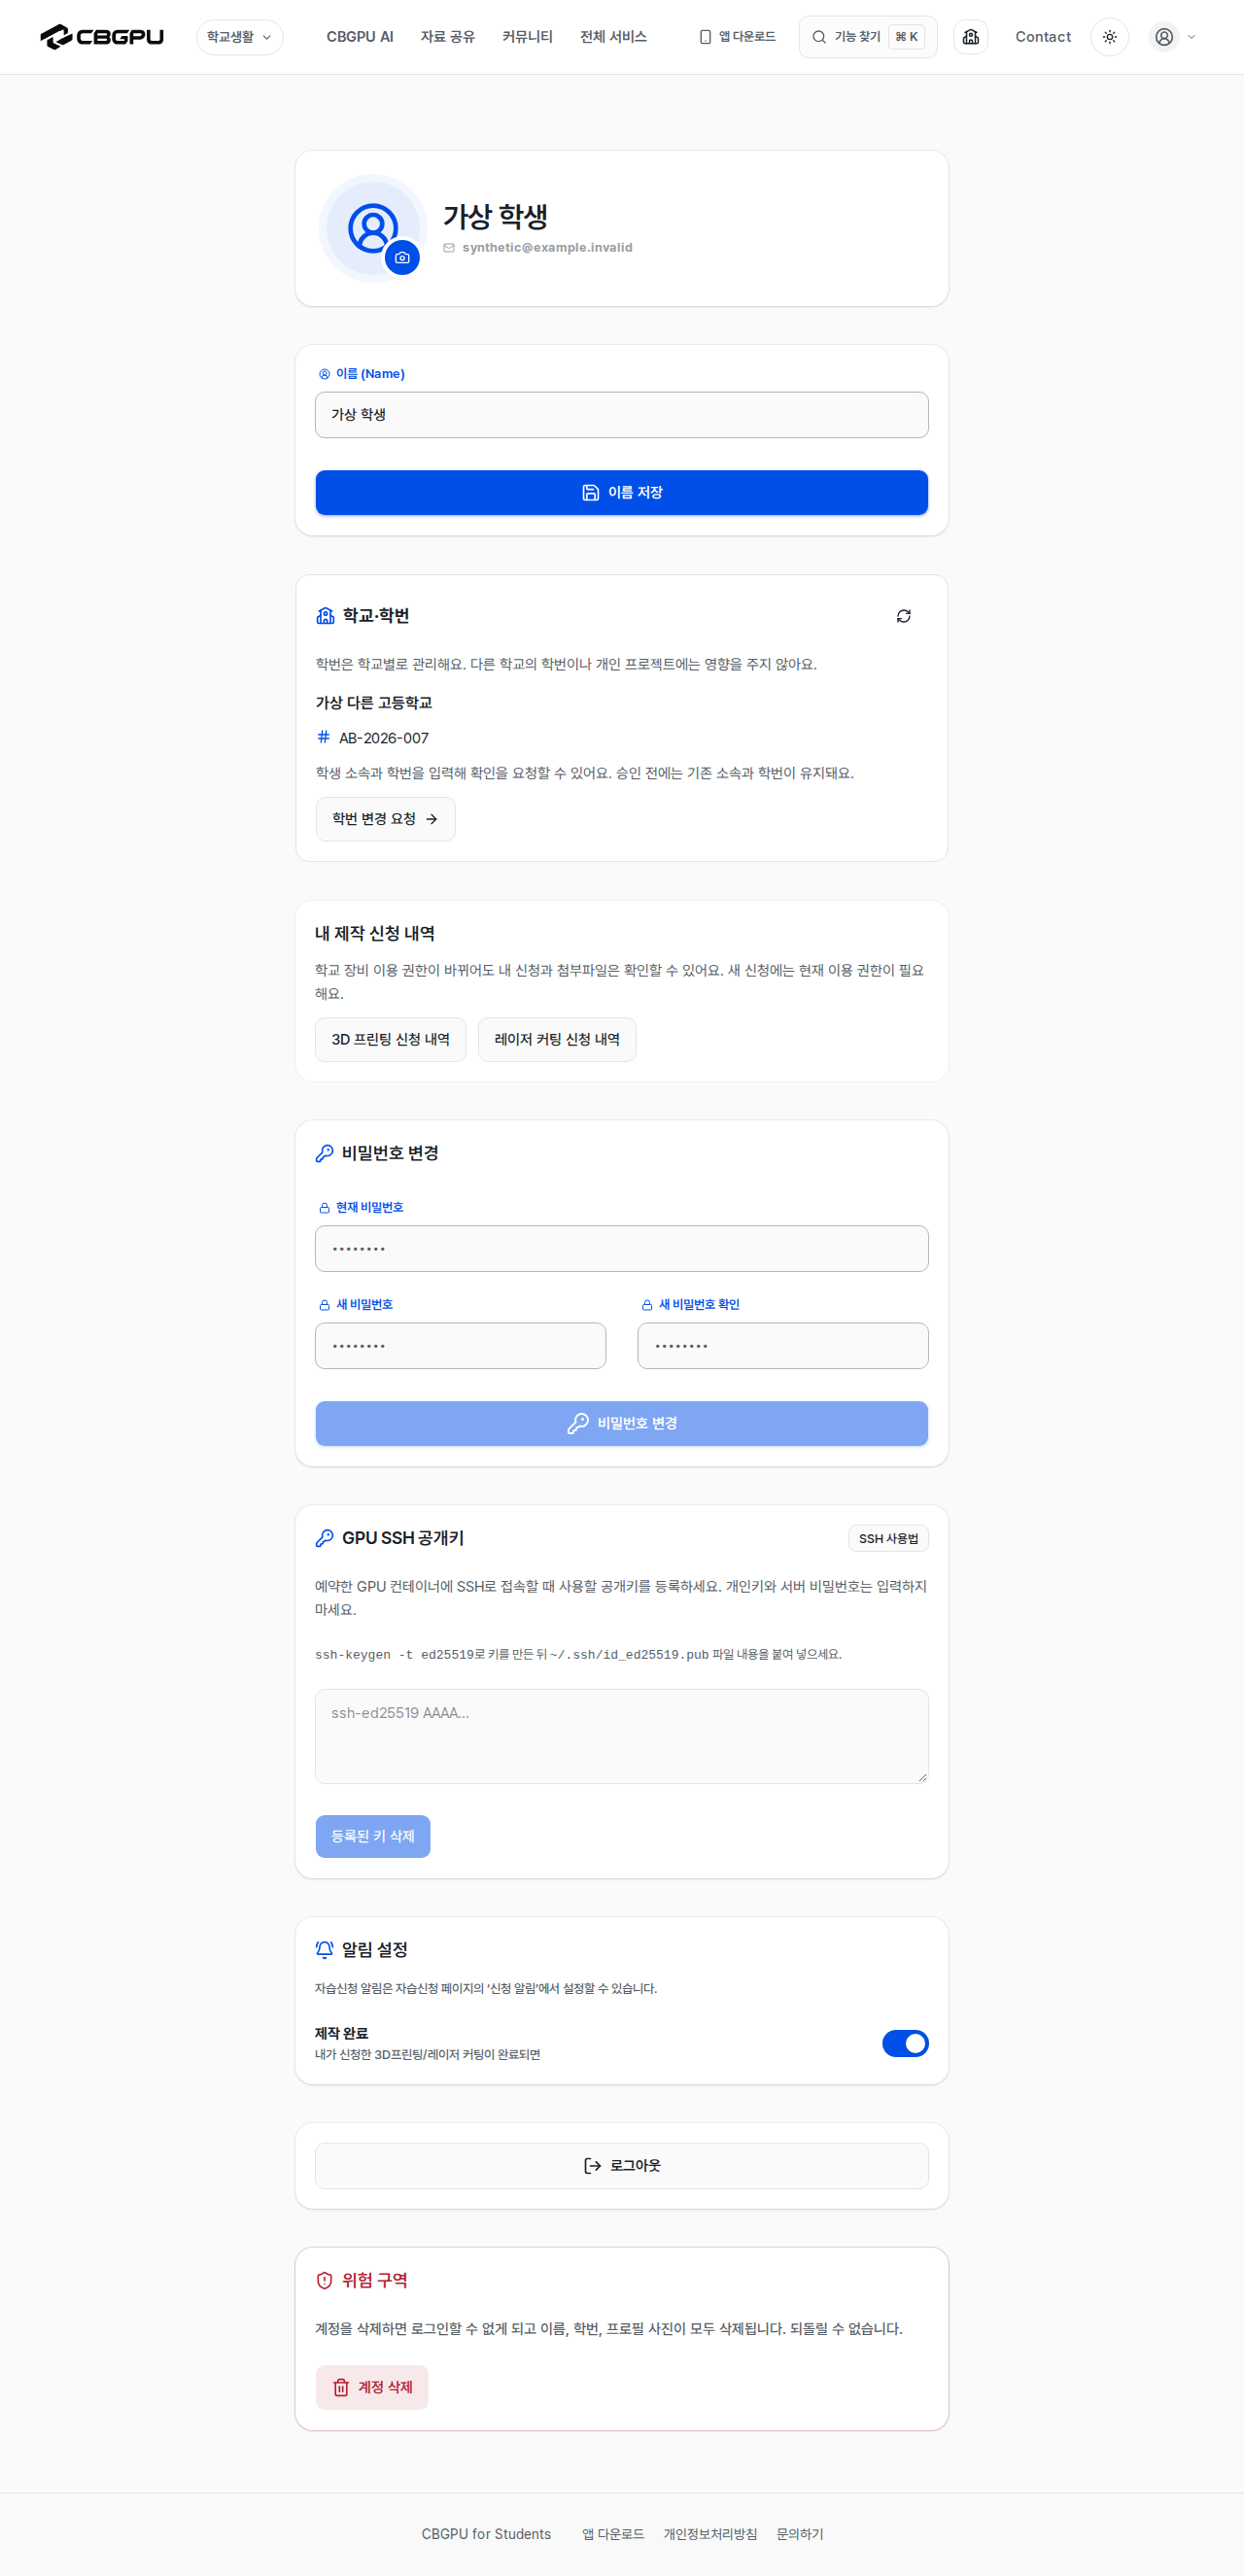 CBGPU
학교생활
CBGPU AI
자료 공유
커뮤니티
전체 서비스
앱 다운로드
기능 찾기
⌘ K
Contact
가상 학생
synthetic@example.invalid
이름 (Name)
가상 학생
이름 저장
학교·학번
학번은 학교별로 관리해요. 다른 학교의 학번이나 개인 프로젝트에는 영향을 주지 않아요.
가상 다른 고등학교
AB-2026-007
학생 소속과 학번을 입력해 확인을 요청할 수 있어요. 승인 전에는 기존 소속과 학번이 유지돼요.
학번 변경 요청
내 제작 신청 내역
학교 장비 이용 권한이 바뀌어도 내 신청과 첨부파일은 확인할 수 있어요. 새 신청에는 현재 이용 권한이 필요
해요.
3D 프린팅 신청 내역
레이저 커팅 신청 내역
비밀번호 변경
현재 비밀번호
••••••••
새 비밀번호
새 비밀번호 확인
••••••••
••••••••
비밀번호 변경
GPU SSH 공개키
SSH 사용법
예약한 GPU 컨테이너에 SSH로 접속할 때 사용할 공개키를 등록하세요. 개인키와 서버 비밀번호는 입력하지
마세요.
ssh-keygen -t ed25519로 키를 만든 뒤 ~/.ssh/id_ed25519.pub 파일 내용을 붙여 넣으세요.
ssh-ed25519 AAAA...
등록된 키 삭제
알림 설정
자습신청 알림은 자습신청 페이지의 ‘신청 알림’에서 설정할 수 있습니다.
제작 완료
내가 신청한 3D프린팅/레이저 커팅이 완료되면
로그아웃
위험 구역
계정을 삭제하면 로그인할 수 없게 되고 이름, 학번, 프로필 사진이 모두 삭제됩니다. 되돌릴 수 없습니다.
계정 삭제
CBGPU for Students
앱 다운로드
개인정보처리방침
문의하기